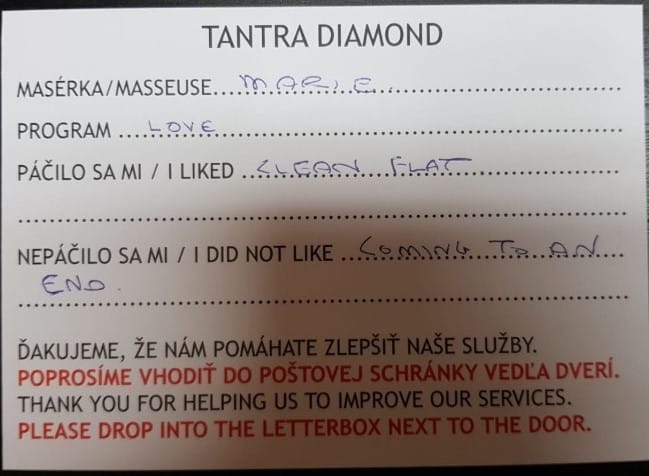 TANTRA DIAMOND
MASÉRKA/MASSEUSE....MARIE....
PROGRAM ....LOVE....
PÁČILO SA MI / I LIKED ....CLEAN FLAT....
NEPÁČILO SA MI / I DID NOT LIKE ....COMING TO AN
END.
ĎAKUJEME, ŽE NÁM POMÁHATE ZLEPŠIŤ NAŠE SLUŽBY.
POPROSÍME VHODIŤ DO POŠTOVEJ SCHRÁNKY VEDĽA DVERÍ.
THANK YOU FOR HELPING US TO IMPROVE OUR SERVICES.
PLEASE DROP INTO THE LETTERBOX NEXT TO THE DOOR.